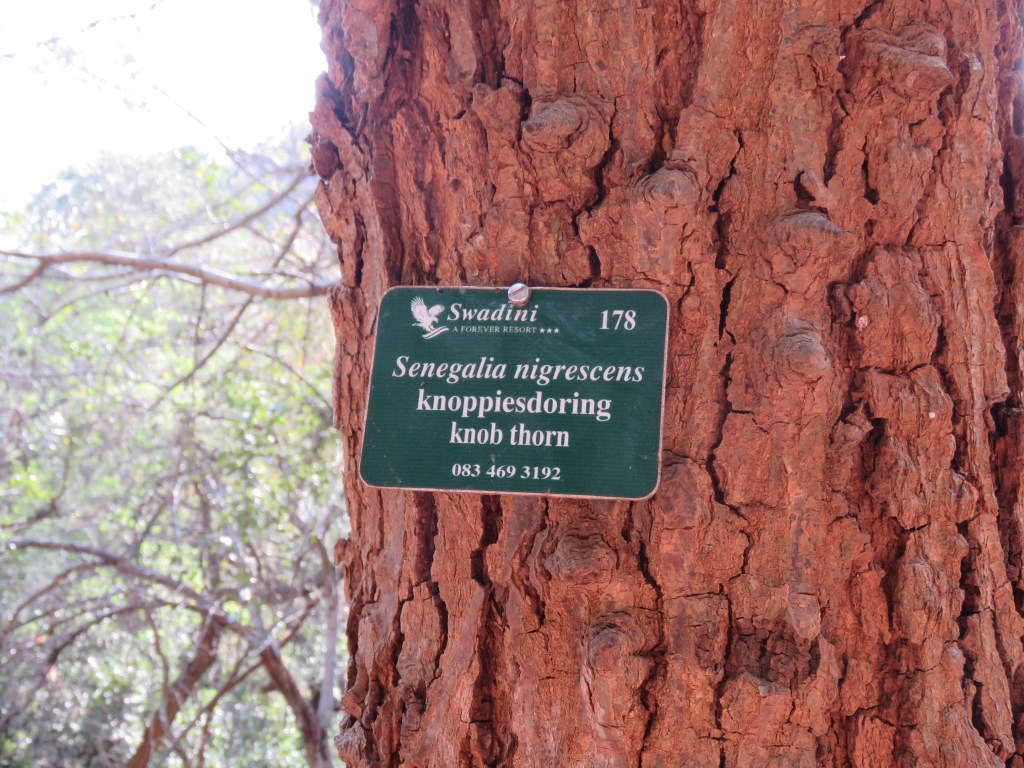 Swadini
A FOREVER RESORT ★★★
178
Senegalia nigrescens
knoppiesdoring
knob thorn
083 469 3192